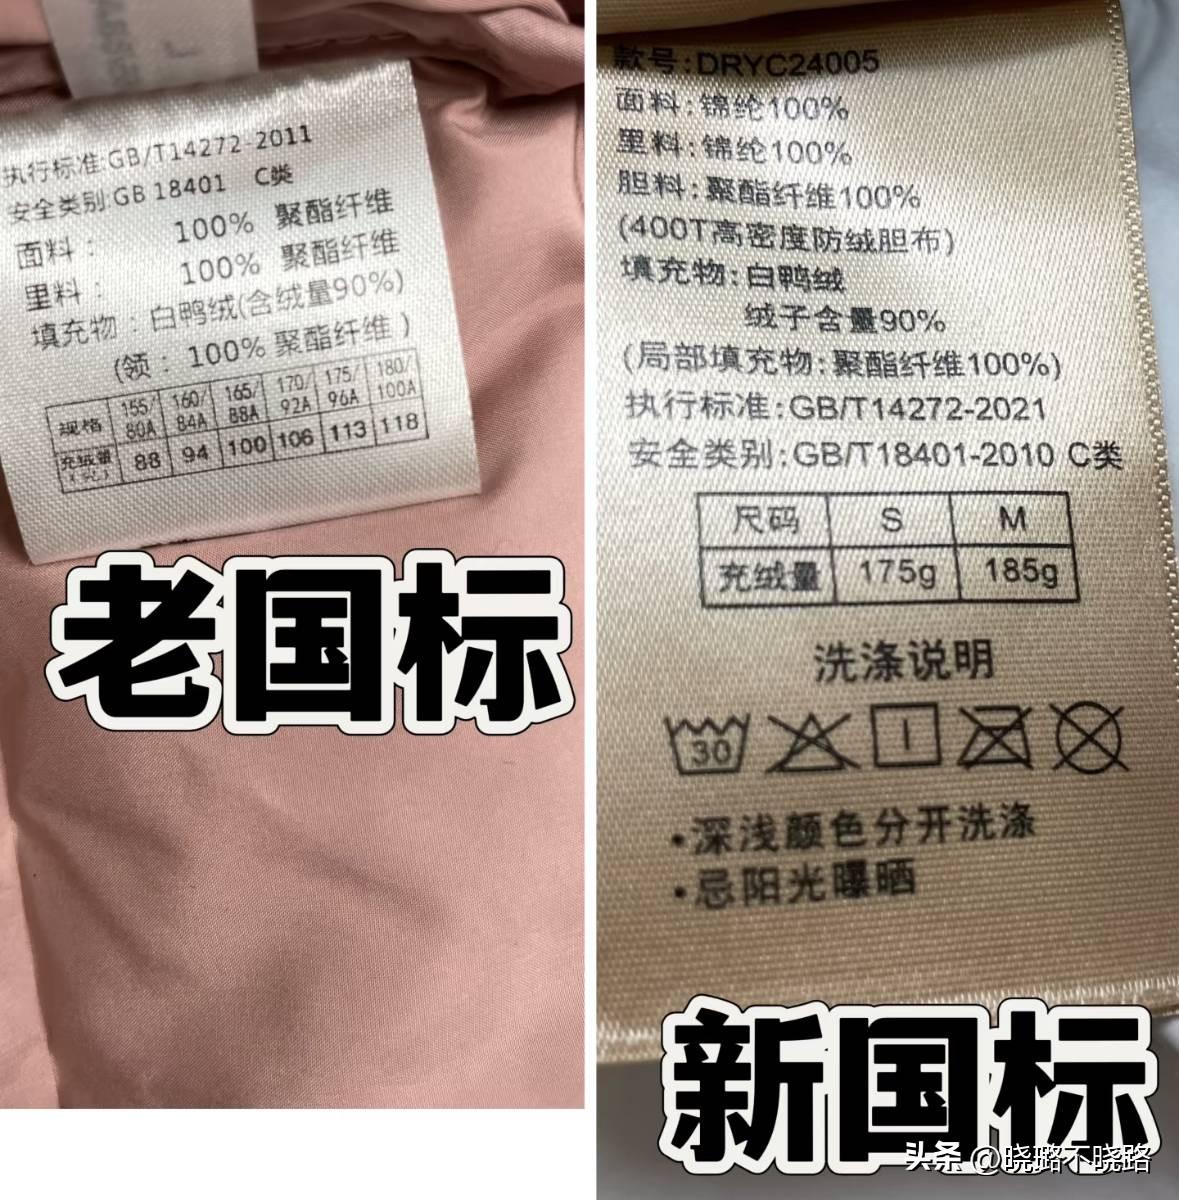 执行标准:GB/T14272-2011
安全类别:GB 18401 C类
面料： 100% 聚酯纤维
里料： 100% 聚酯纤维
填充物：白鸭绒(含绒量90%)
(领：100%聚酯纤维)
规格 155/80A 160/84A 165/88A 170/92A 175/96A 180/100A
充绒量(克) 88 94 100 106 113 118
老国标
款号:DRYC24005
面料:锦纶100%
里料:锦纶100%
胆料:聚酯纤维100%
(400T高密度防绒胆布)
填充物:白鸭绒
绒子含量90%
(局部填充物:聚酯纤维100%)
执行标准:GB/T14272-2021
安全类别:GB/T18401-2010 C类
尺码 S M
充绒量 175g 185g
洗涤说明
30
·深浅颜色分开洗涤
·忌阳光曝晒
新国标
头条 @晓璐不晓路